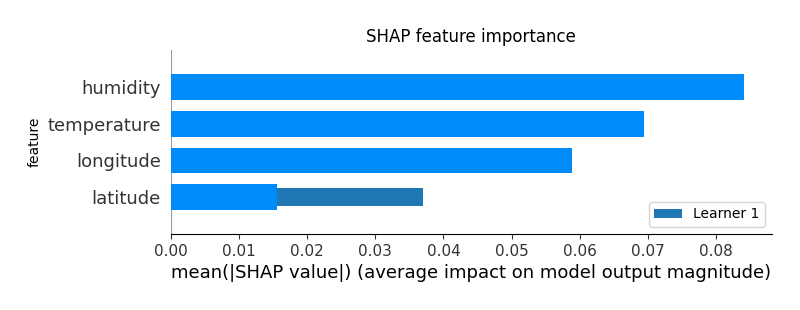 SHAP feature importance
feature
humidity
temperature
longitude
latitude
Learner 1
0.00 0.01 0.02 0.03 0.04 0.05 0.06 0.07 0.08
mean(|SHAP value|) (average impact on model output magnitude)